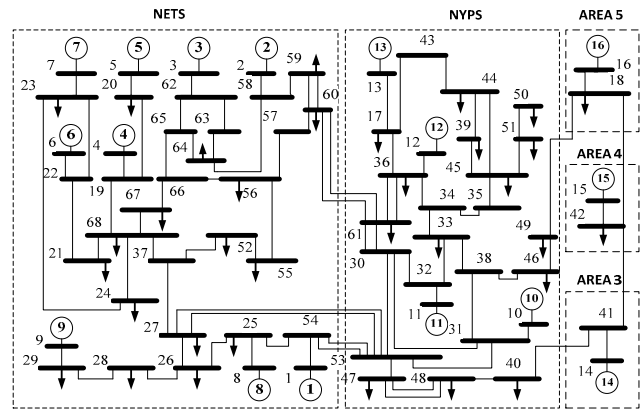 NETS NYPS AREA 5
7 5 3 2 59 13 43 16
7 5 3 2 60 13 44 50 16
23 20 62 58 18
65 63 57 17 12 39 51
6 4 64 36 12 45 AREA 4
6 4 15
22 19 67 66 56 34 35 15
68 61 33 49 42
21 37 52 30 38 46
24 55 32 10 AREA 3
27 11 10 41
9 25 54 11 31
9 53 40
29 28 26 8 8 1 1 47 48 14 14